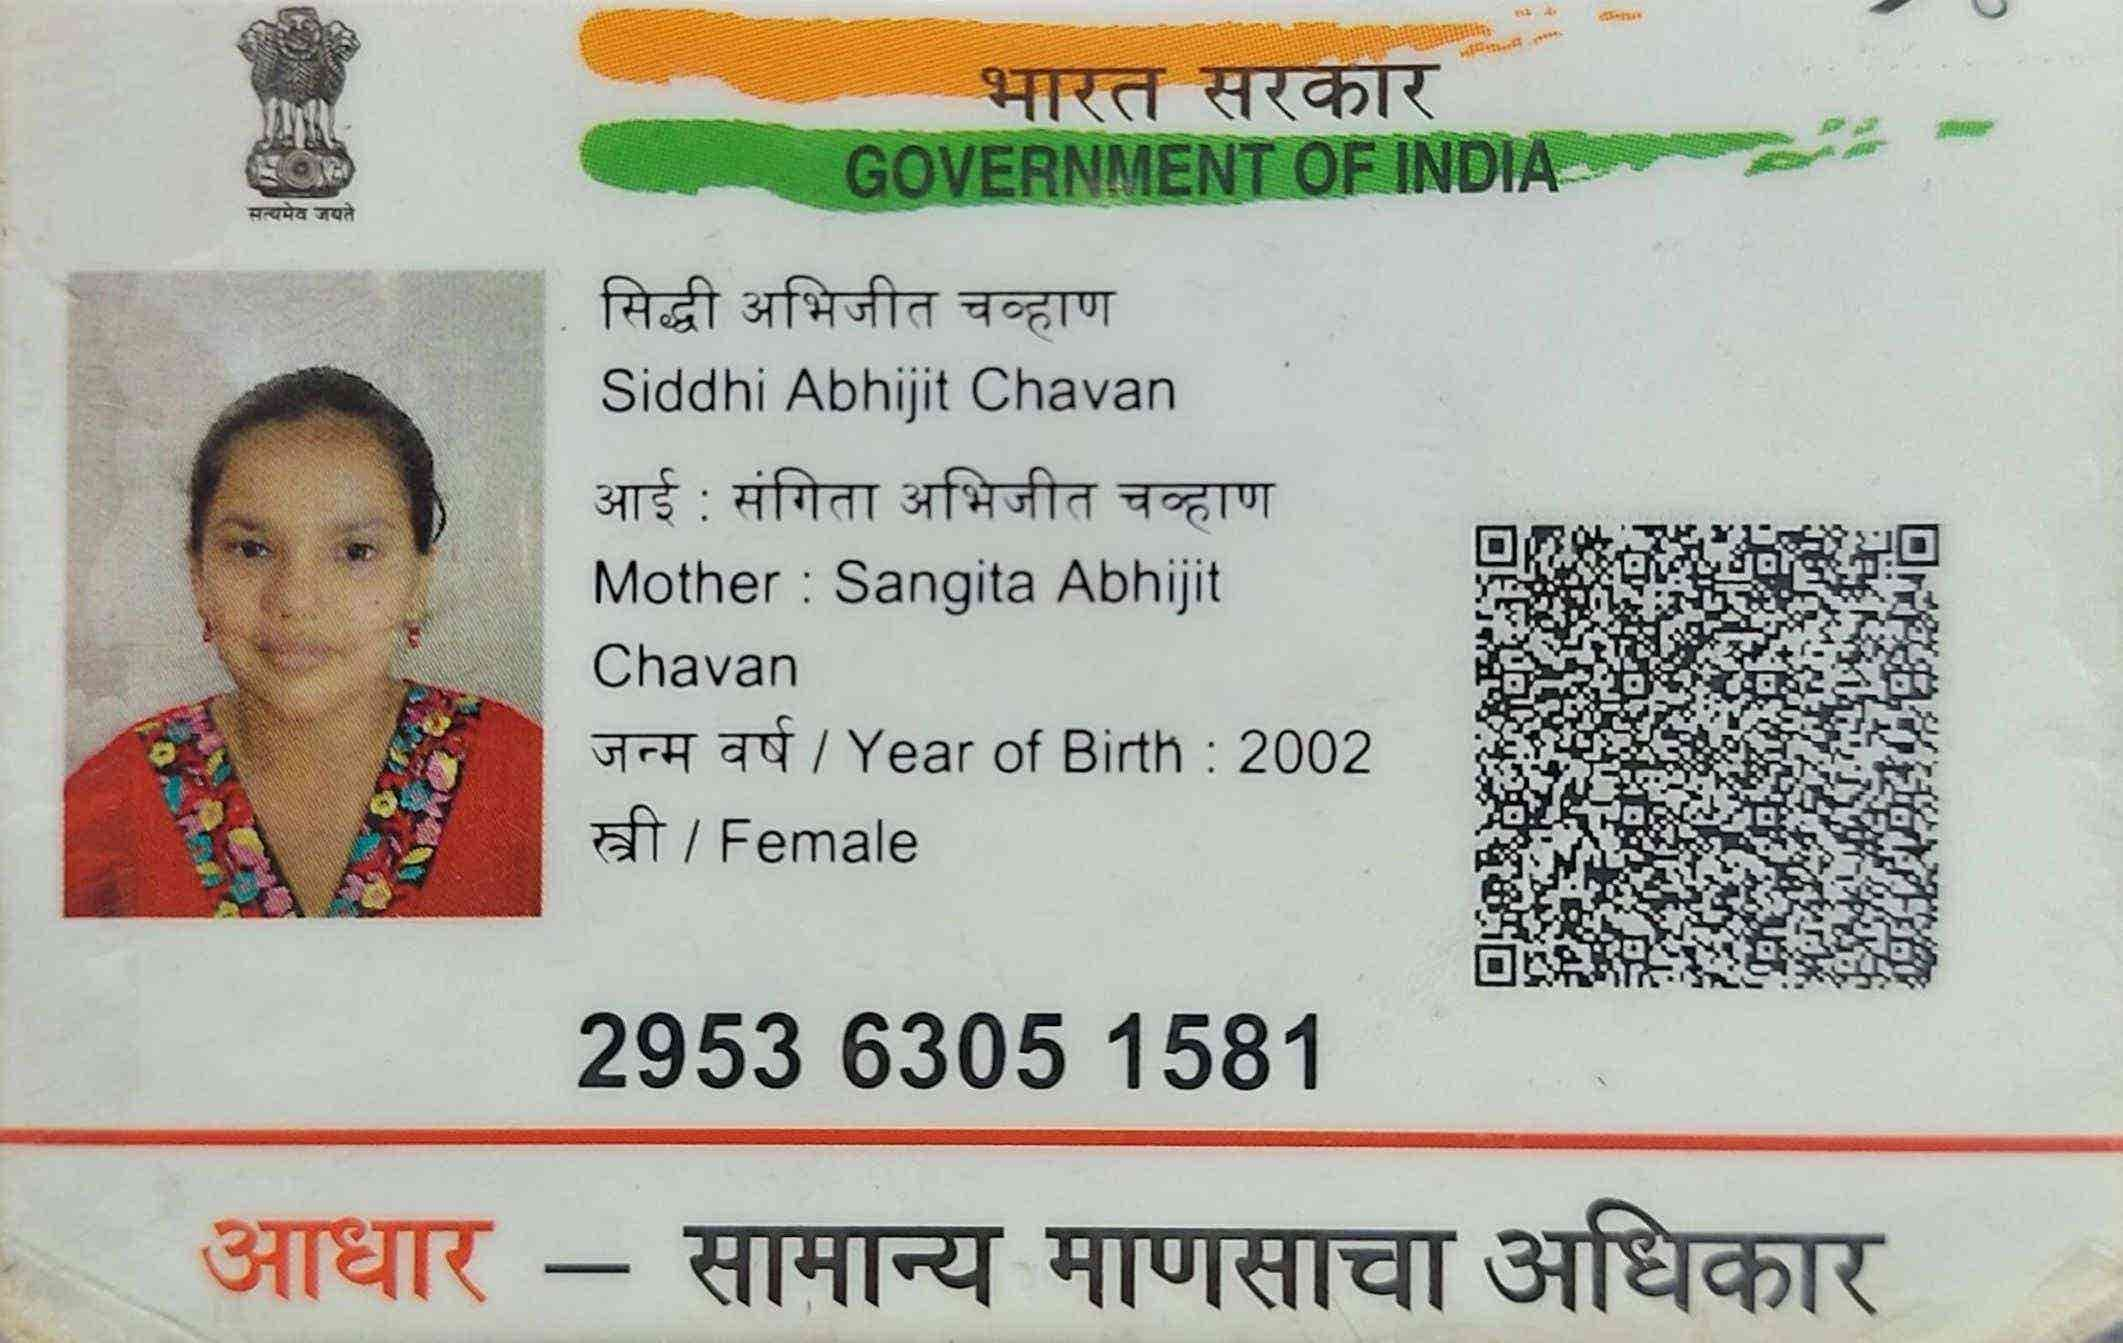 भारत सरकार
GOVERNMENT OF INDIA
सत्यमेव जयते
सिद्धी अभिजीत चव्हाण
Siddhi Abhijit Chavan
आई : संगिता अभिजीत चव्हाण
Mother : Sangita Abhijit
Chavan
जन्म वर्ष / Year of Birth : 2002
स्त्री / Female
2953 6305 1581
आधार – सामान्य माणसाचा अधिकार